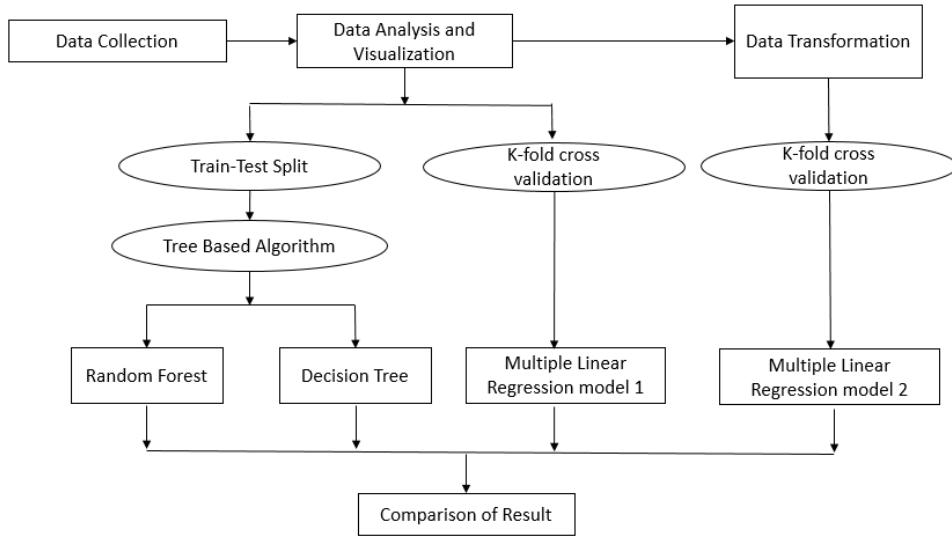 Data Collection
Data Analysis and
Visualization
Data Transformation
Train-Test Split
K-fold cross
validation
K-fold cross
validation
Tree Based Algorithm
Random Forest
Decision Tree
Multiple Linear
Regression model 1
Multiple Linear
Regression model 2
Comparison of Result